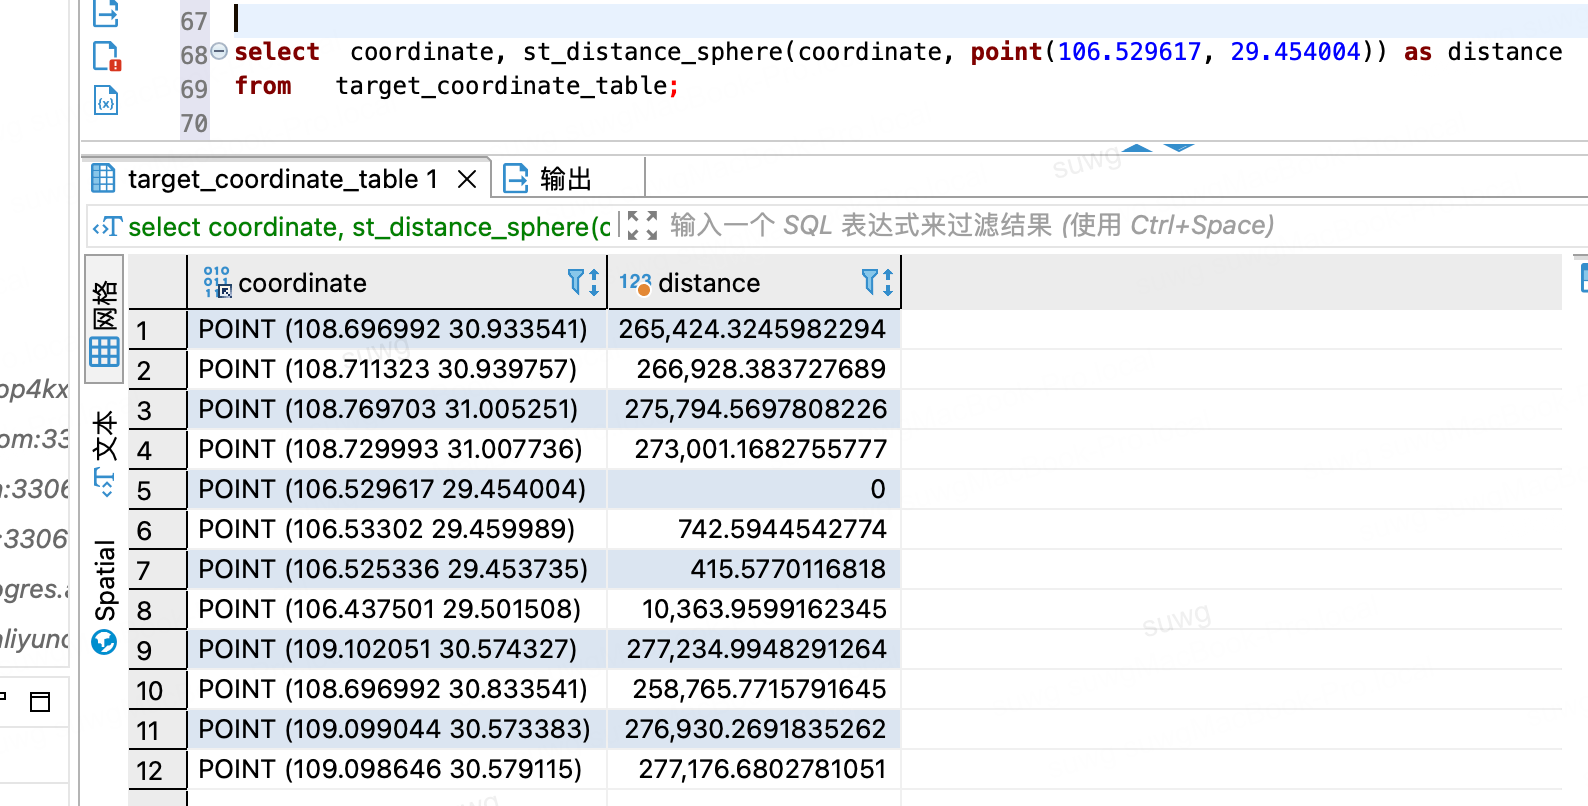 67
68 select  coordinate, st_distance_sphere(coordinate, point(106.529617, 29.454004)) as distance
69 from   target_coordinate_table;
70
target_coordinate_table 1
输出
select coordinate, st_distance_sphere(c
输入一个 SQL 表达式来过滤结果 (使用 Ctrl+Space)
网格
文本
Spatial
coordinate 123 distance
1 POINT (108.696992 30.933541) 265,424.3245982294
2 POINT (108.711323 30.939757) 266,928.383727689
3 POINT (108.769703 31.005251) 275,794.5697808226
4 POINT (108.729993 31.007736) 273,001.1682755777
5 POINT (106.529617 29.454004) 0
6 POINT (106.53302 29.459989) 742.5944542774
7 POINT (106.525336 29.453735) 415.5770116818
8 POINT (106.437501 29.501508) 10,363.9599162345
9 POINT (109.102051 30.574327) 277,234.9948291264
10 POINT (108.696992 30.833541) 258,765.7715791645
11 POINT (109.099044 30.573383) 276,930.2691835262
12 POINT (109.098646 30.579115) 277,176.6802781051
op4kx
om:33
:3306
:3306
ogres.a
aliyunc
suwg
suwg
suwg